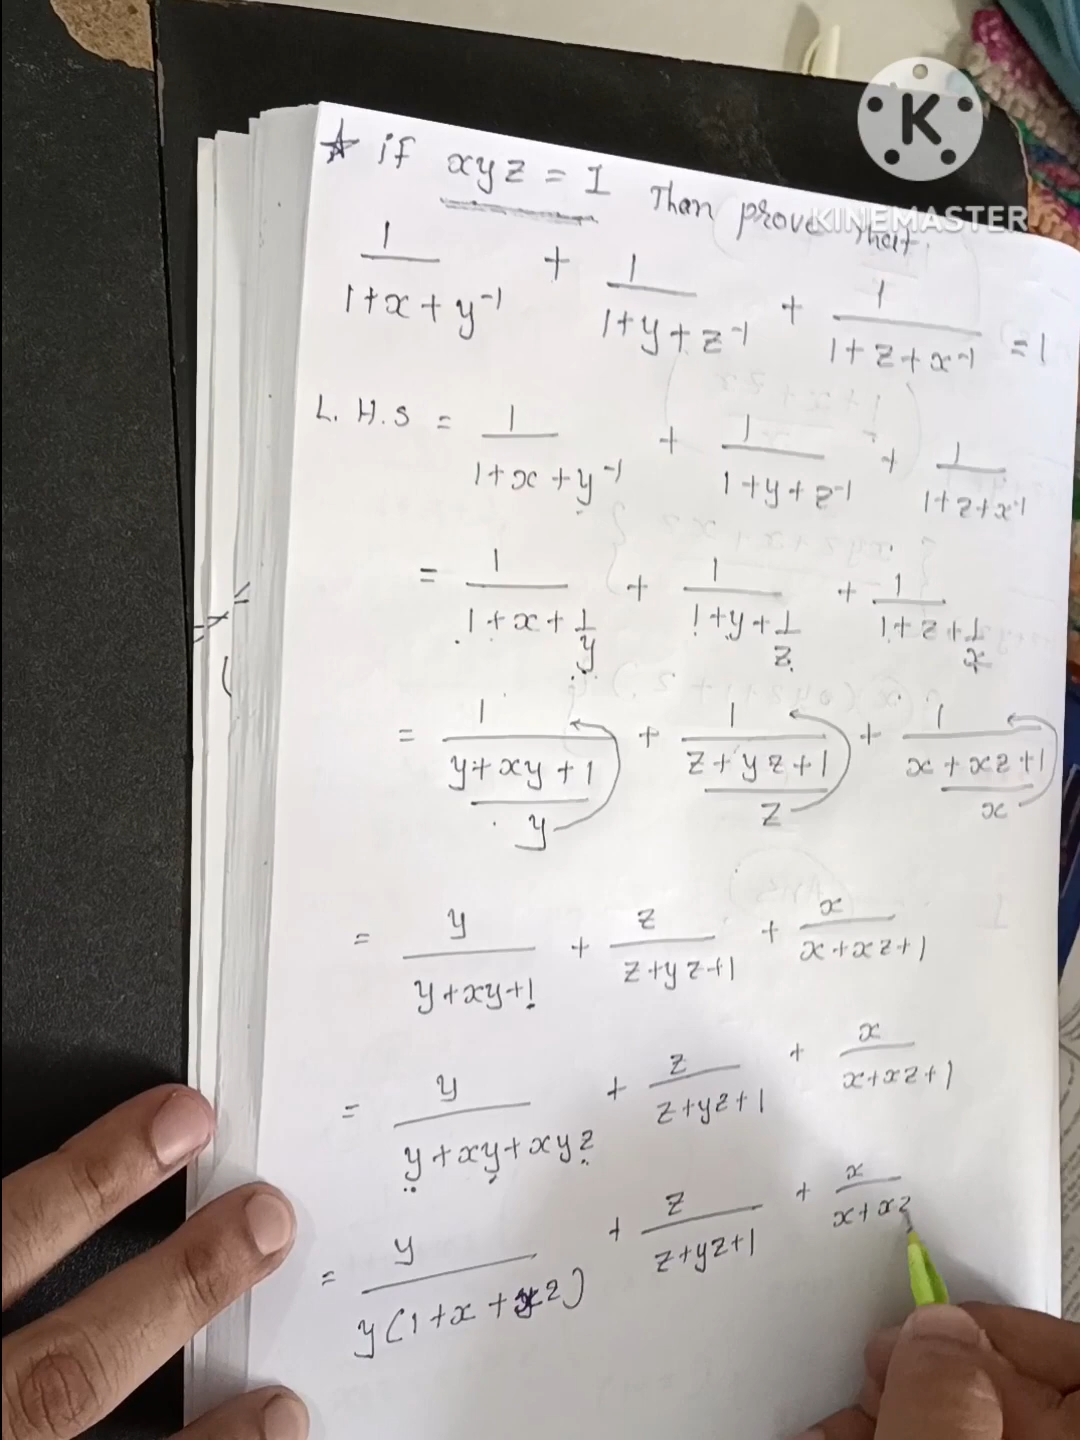 K
KINEMASTER
☆ if xyz = 1 Than prove that
1/(1+x+y⁻¹) + 1/(1+y+z⁻¹) + 1/(1+z+x⁻¹) = 1
L.H.S = 1/(1+x+y⁻¹) + 1/(1+y+z⁻¹) + 1/(1+z+x⁻¹)
= 1/(1+x+1/y) + 1/(1+y+1/z) + 1/(1+z+1/x)
= 1/((y+xy+1)/y) + 1/((z+yz+1)/z) + 1/((x+xz+1)/x)
= y/(y+xy+1) + z/(z+yz+1) + x/(x+xz+1)
= y/(y+xy+xyz) + z/(z+yz+1) + x/(x+xz+1)
= y/(y(1+x+xz)) + z/(z+yz+1) + x/(x+xz